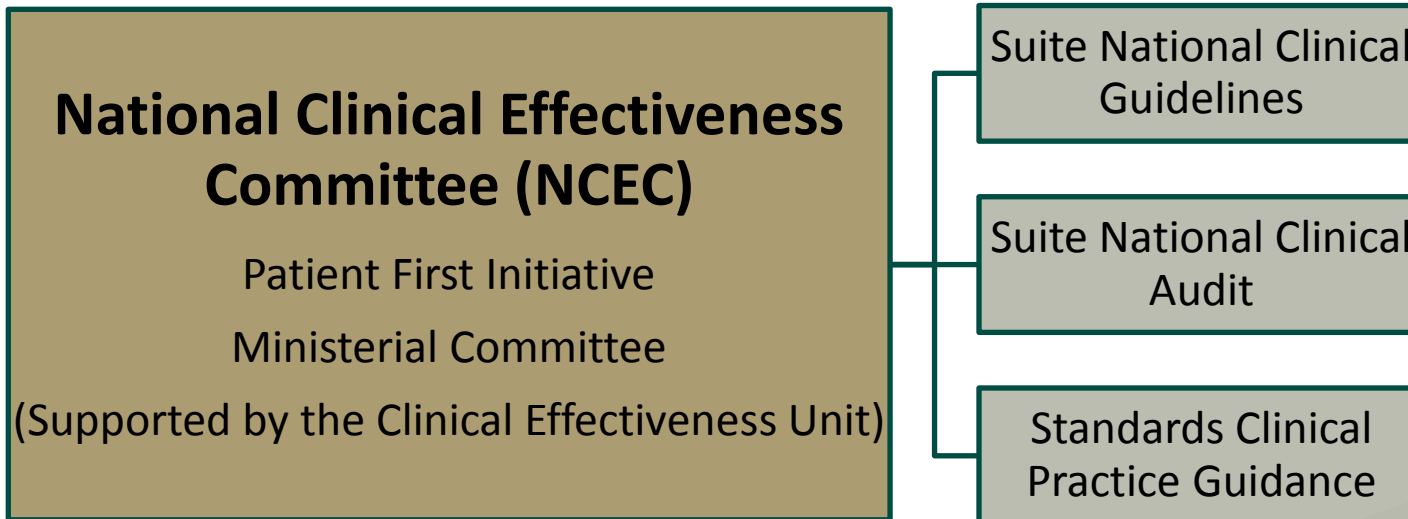 National Clinical Effectiveness
Committee (NCEC)
Patient First Initiative
Ministerial Committee
(Supported by the Clinical Effectiveness Unit)
Suite National Clinical
Guidelines
Suite National Clinical
Audit
Standards Clinical
Practice Guidance